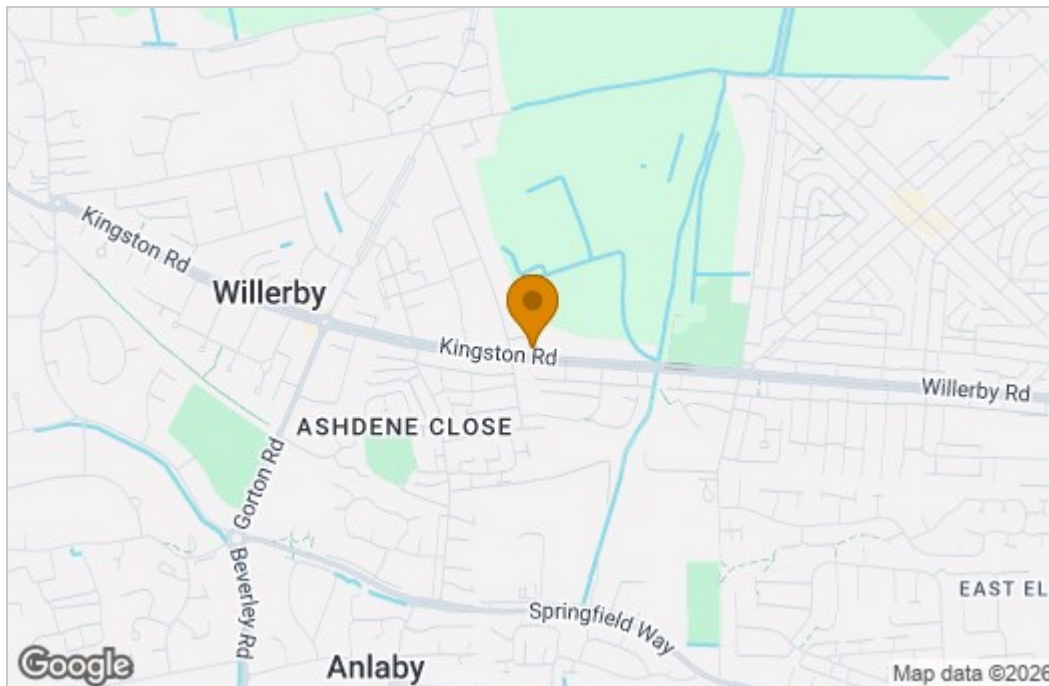 Kingston Rd
Willerby
Kingston Rd
Willerby Rd
ASHDENE CLOSE
Gorton Rd
Beverley Rd
EAST EL
Springfield Way
Anlaby
Google
Map data ©2026